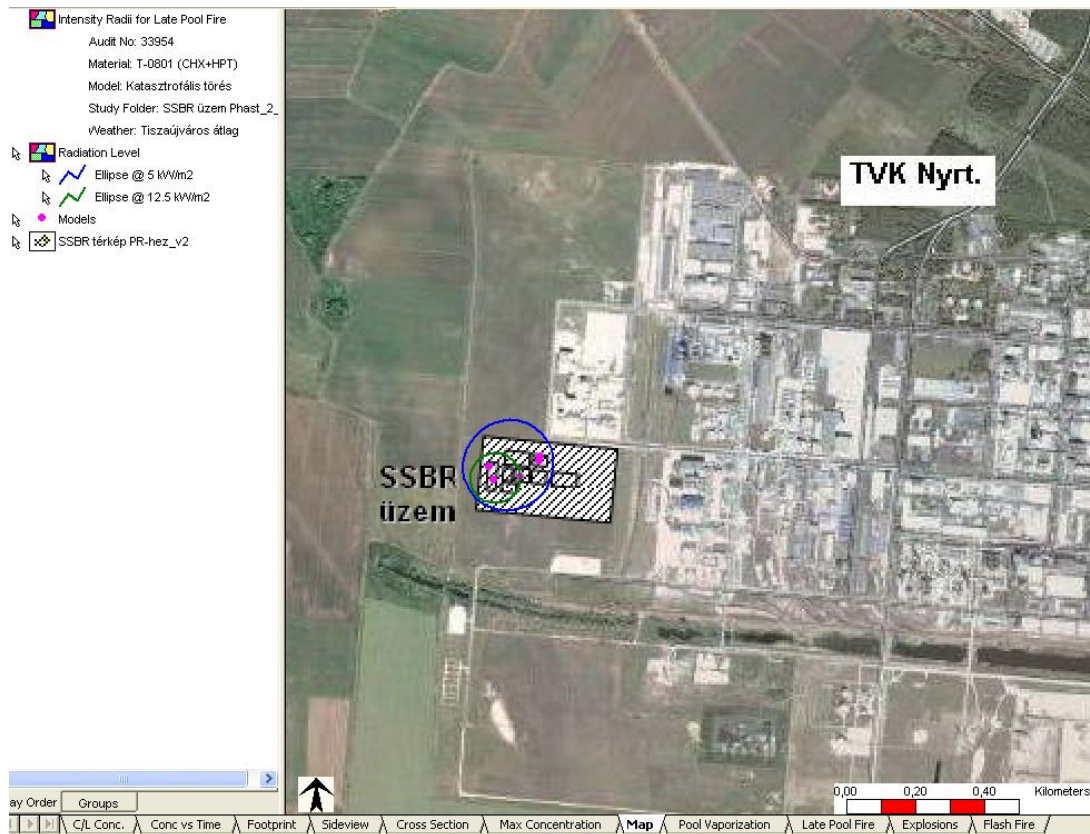 Intensity Radii for Late Pool Fire
Audit No: 33954
Material: T-0801 (CHX+HPT)
Model: Katasztrofális törés
Study Folder: SSBR üzem Phast_2_
Weather: Tiszaújváros átlag
Radiation Level
Ellipse @ 5 kW/m2
Ellipse @ 12.5 kW/m2
Models
SSBR térkép PR-hez_v2
TVK Nyrt.
SSBR
üzem
0,00 0,20 0,40 Kilometers
ay Order Groups
C/L Conc. Conc vs Time Footprint Sideview Cross Section Max Concentration Map Pool Vaporization Late Pool Fire Explosions Flash Fire